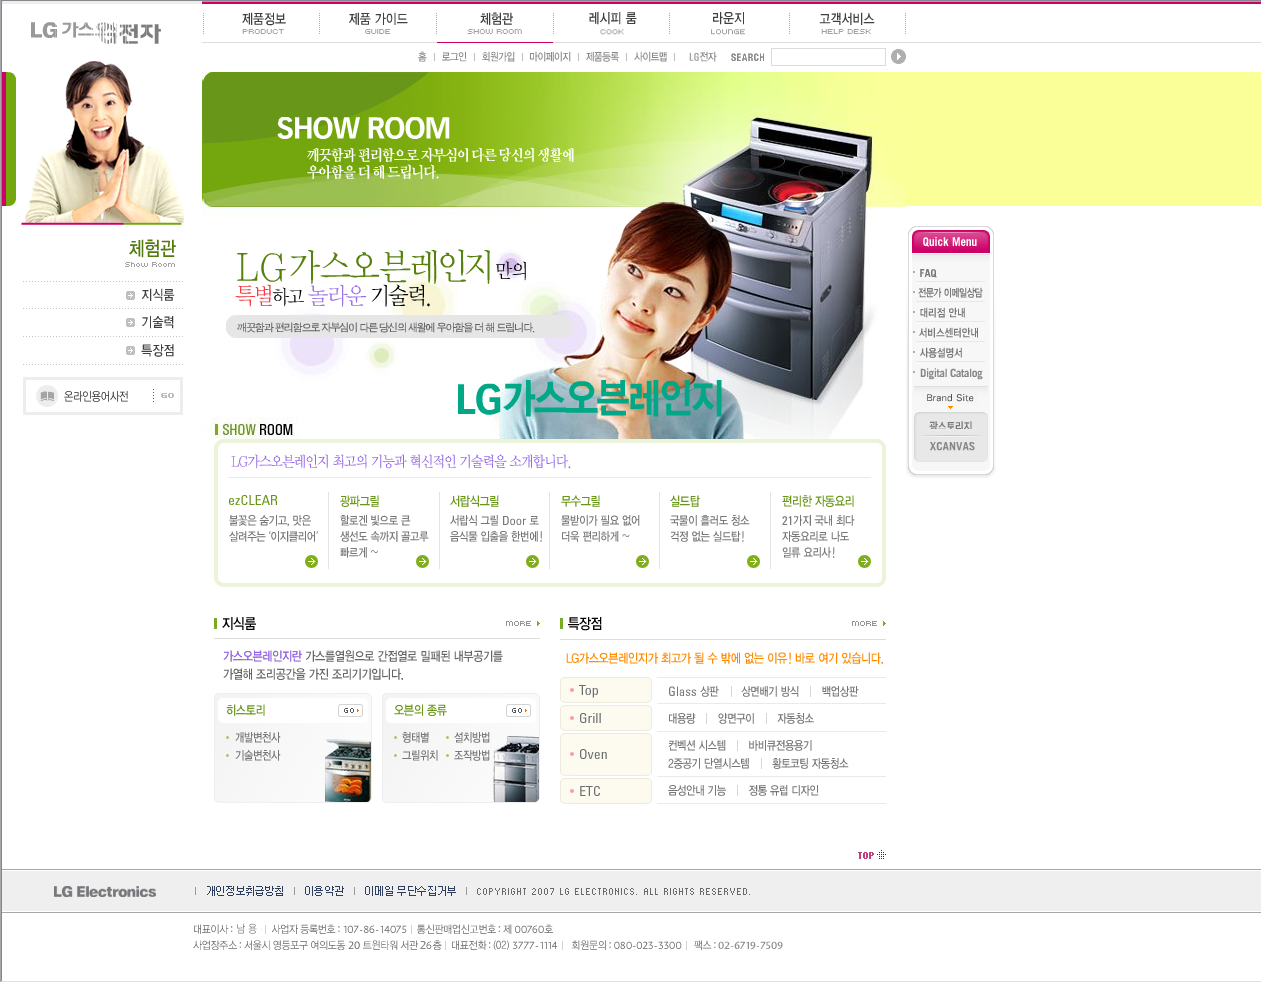 LG 가스 전자
제품정보
PRODUCT
제품 가이드
GUIDE
체험관
SHOW ROOM
레시피 룸
COOK
라운지
LOUNGE
고객서비스
HELP DESK
홈 | 로그인 | 회원가입 | 마이페이지 | 제품등록 | 사이트맵 | LG전자 SEARCH
SHOW ROOM
깨끗함과 편리함으로 자부심이 다른 당신의 생활에
우아함을 더 해 드립니다.
체험관
Show Room
지식룸
기술력
특장점
온라인용어사전 GO
LG가스오븐레인지만의
특별하고 놀라운 기술력.
깨끗함과 편리함으로 자부심이 다른 당신의 새활에 우아함을 더 해 드립니다.
LG가스오븐레인지
Quick Menu
FAQ
전문가 이메일상담
대리점 안내
서비스센터안내
사용설명서
Digital Catalog
Brand Site
광스토리지
XCANVAS
SHOW ROOM
LG가스오븐레인지 최고의 기능과 혁신적인 기술력을 소개합니다.
ezCLEAR
불꽃은 숨기고, 맛은
살려주는 '이지클리어'
광파그릴
할로겐 빛으로 큰
생선도 속까지 골고루
빠르게 ~
서랍식그릴
서랍식 그릴 Door 로
음식물 입출을 한번에!
무수그릴
물받이가 필요 없어
더욱 편리하게 ~
실드탑
국물이 흘러도 청소
걱정 없는 실드탑!
편리한 자동요리
21가지 국내 최다
자동요리로 나도
일류 요리사!
지식룸 MORE
가스오븐레인지란 가스를열원으로 간접열로 밀패된 내부공기를
가열해 조리공간을 가진 조리기기입니다.
히스토리 GO
개발변천사
기술변천사
오븐의 종류 GO
형태별 설치방법
그릴위치 조작방법
특장점 MORE
LG가스오븐레인지가 최고가 될 수 밖에 없는 이유! 바로 여기 있습니다.
Top Glass 상판 | 상면배기 방식 | 백업상판
Grill 대용량 | 양면구이 | 자동청소
Oven 컨벡션 시스템 | 바비큐전용용기
2중공기 단열시스템 | 황토코팅 자동청소
ETC 음성안내 기능 | 정통 유럽 디자인
TOP
LG Electronics | 개인정보취급방침 | 이용약관 | 이메일 무단수집거부 | COPYRIGHT 2007 LG ELECTRONICS. ALL RIGHTS RESERVED.
대표이사 : 남 용 | 사업자 등록번호 : 107-86-14075 | 통신판매업신고번호 : 제 00760호
사업장주소 : 서울시 영등포구 여의도동 20 트윈타워 서관 26층 | 대표전화 : (02) 3777-1114 | 회원문의 : 080-023-3300 | 팩스 : 02-6719-7509